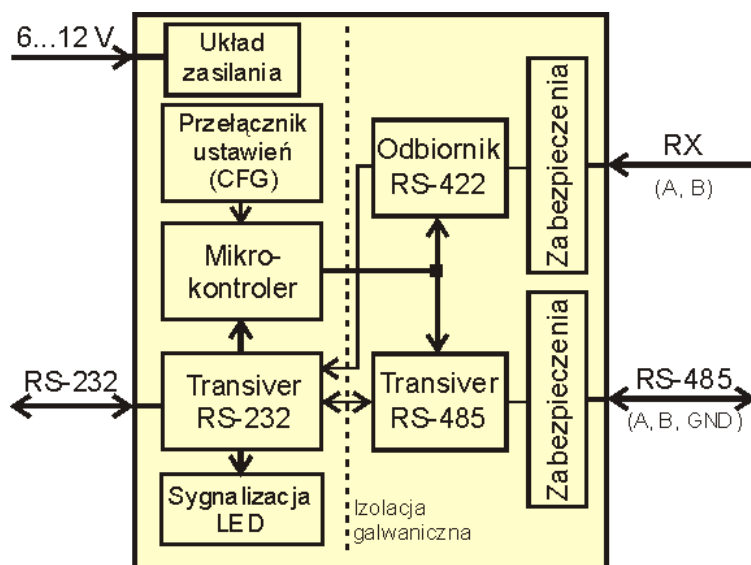 6...12 V
Układ
zasilania
Przełącznik
ustawień
(CFG)
Mikro-
kontroler
RS-232
Transiver
RS-232
Sygnalizacja
LED
Izolacja
galwaniczna
Odbiornik
RS-422
Transiver
RS-485
Zabezpieczenia
Zabezpieczenia
RX
(A, B)
RS-485
(A, B, GND)